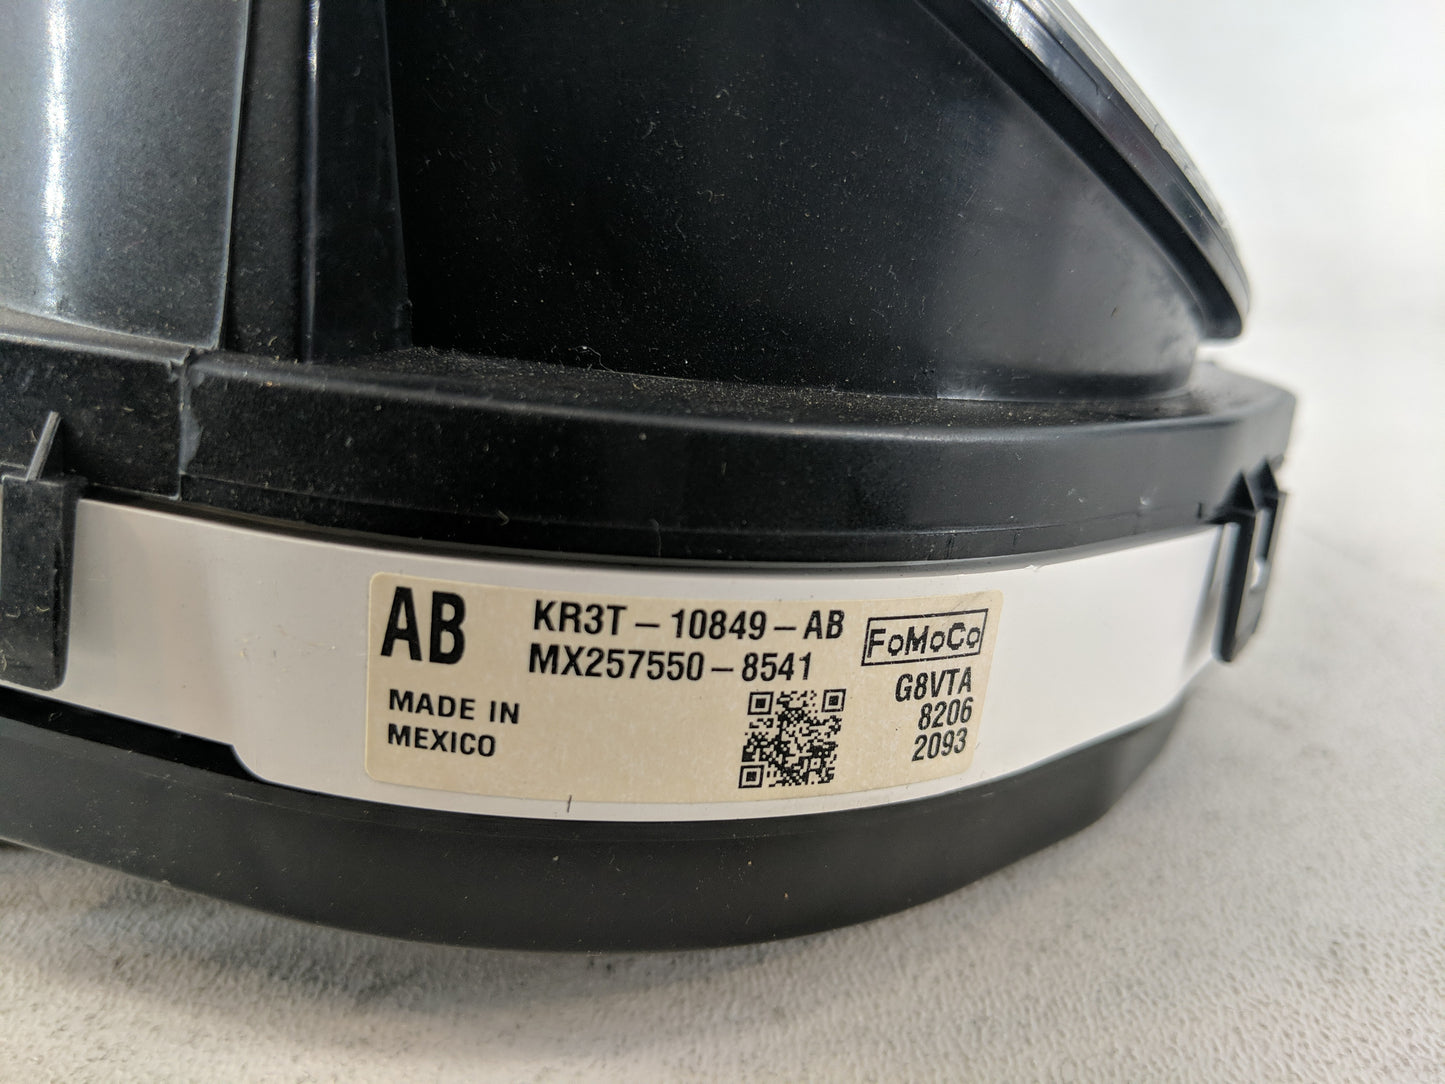 AB
KR3T-10849-AB
MX257550-8541
MADE IN
MEXICO
FoMoCo
G8VTA
8206
2093